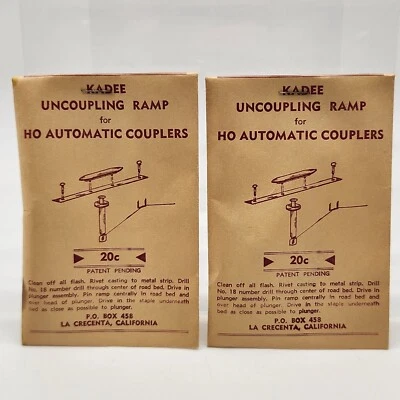 KADEE
UNCOUPLING RAMP
for
HO AUTOMATIC COUPLERS
20c
PATENT PENDING
Clean off all flash. Rivet casting to metal strip. Drill
No. 18 number drill through center of road bed. Drive in
plunger assembly. Pin ramp centrally in road bed and
over head of plunger. Drive in the staple underneath
bed as close as possible to plunger.
P.O. BOX 458
LA CRECENTA, CALIFORNIA
KADEE
UNCOUPLING RAMP
for
HO AUTOMATIC COUPLERS
20c
PATENT PENDING
Clean off all flash. Rivet casting to metal strip. Drill
No. 18 number drill through center of road bed. Drive in
plunger assembly. Pin ramp centrally in road bed and
over head of plunger. Drive in the staple underneath
bed as close as possible to plunger.
P.O. BOX 458
LA CRECENTA, CALIFORNIA